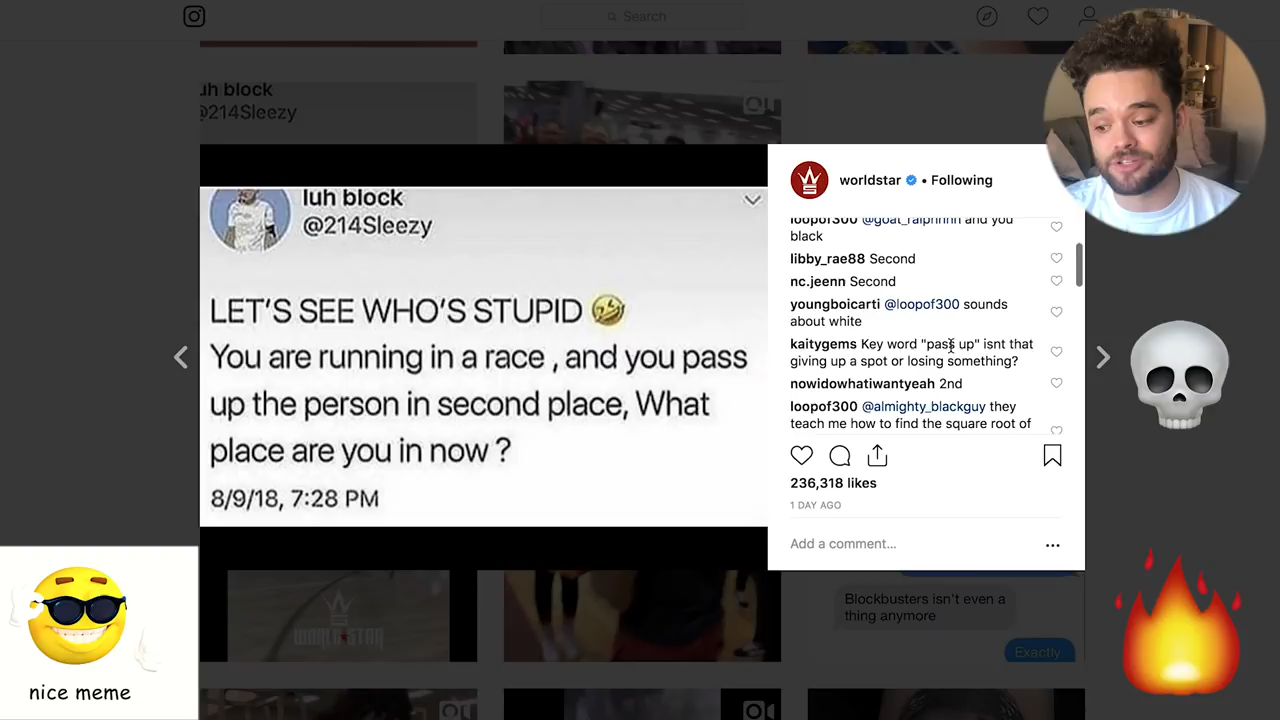 Search
uh block
@214Sleezy
luh block
@214Sleezy
LET'S SEE WHO'S STUPID 🤣
You are running in a race , and you pass
up the person in second place, What
place are you in now ?
8/9/18, 7:28 PM
worldstar • Following
loopof300 @goat_ralphhhh and you
black
libby_rae88 Second
nc.jeenn Second
youngboicarti @loopof300 sounds
about white
kaitygems Key word "pass up" isnt that
giving up a spot or losing something?
nowidowhatiwantyeah 2nd
loopof300 @almighty_blackguy they
teach me how to find the square root of
236,318 likes
1 DAY AGO
Add a comment...
WORLDSTAR
Blockbusters isn't even a
thing anymore
Exactly
nice meme